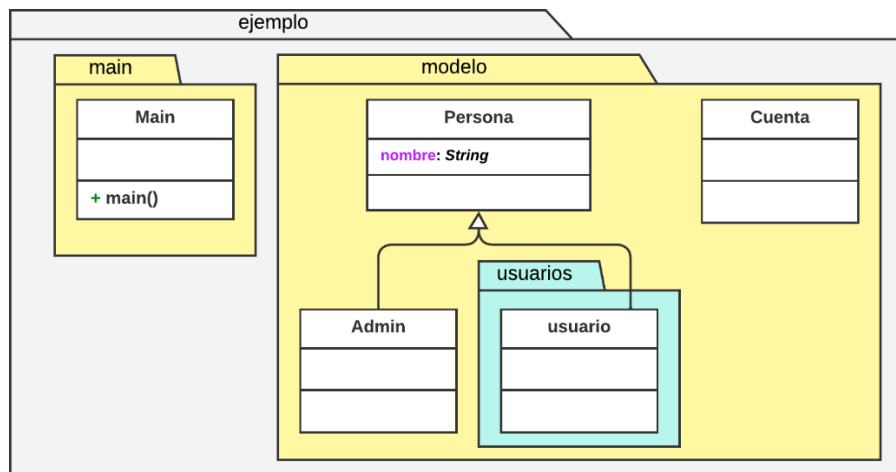 ejemplo
main
Main
+ main()
modelo
Persona
nombre: String
Cuenta
Admin
usuarios
usuario